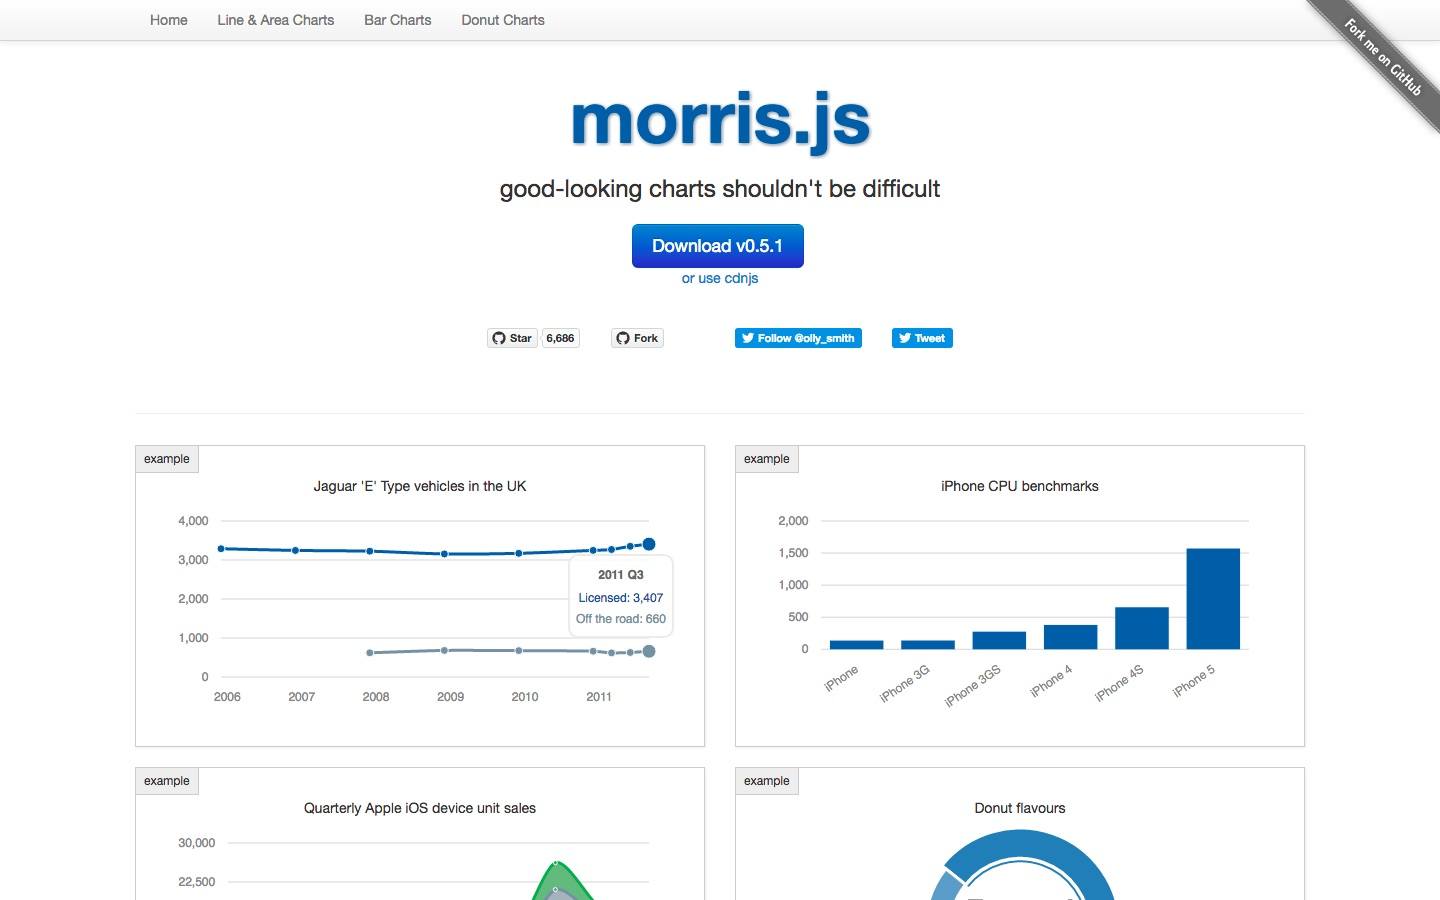 Home
Line & Area Charts
Bar Charts
Donut Charts
Fork me on GitHub
morris.js
good-looking charts shouldn't be difficult
Download v0.5.1
or use cdnjs
Star
6,686
Fork
Follow @olly_smith
Tweet
example
Jaguar 'E' Type vehicles in the UK
4,000
3,000
2,000
1,000
0
2006
2007
2008
2009
2010
2011
2011 Q3
Licensed: 3,407
Off the road: 660
example
iPhone CPU benchmarks
2,000
1,500
1,000
500
0
iPhone
iPhone 3G
iPhone 3GS
iPhone 4
iPhone 4S
iPhone 5
example
Quarterly Apple iOS device unit sales
30,000
22,500
example
Donut flavours